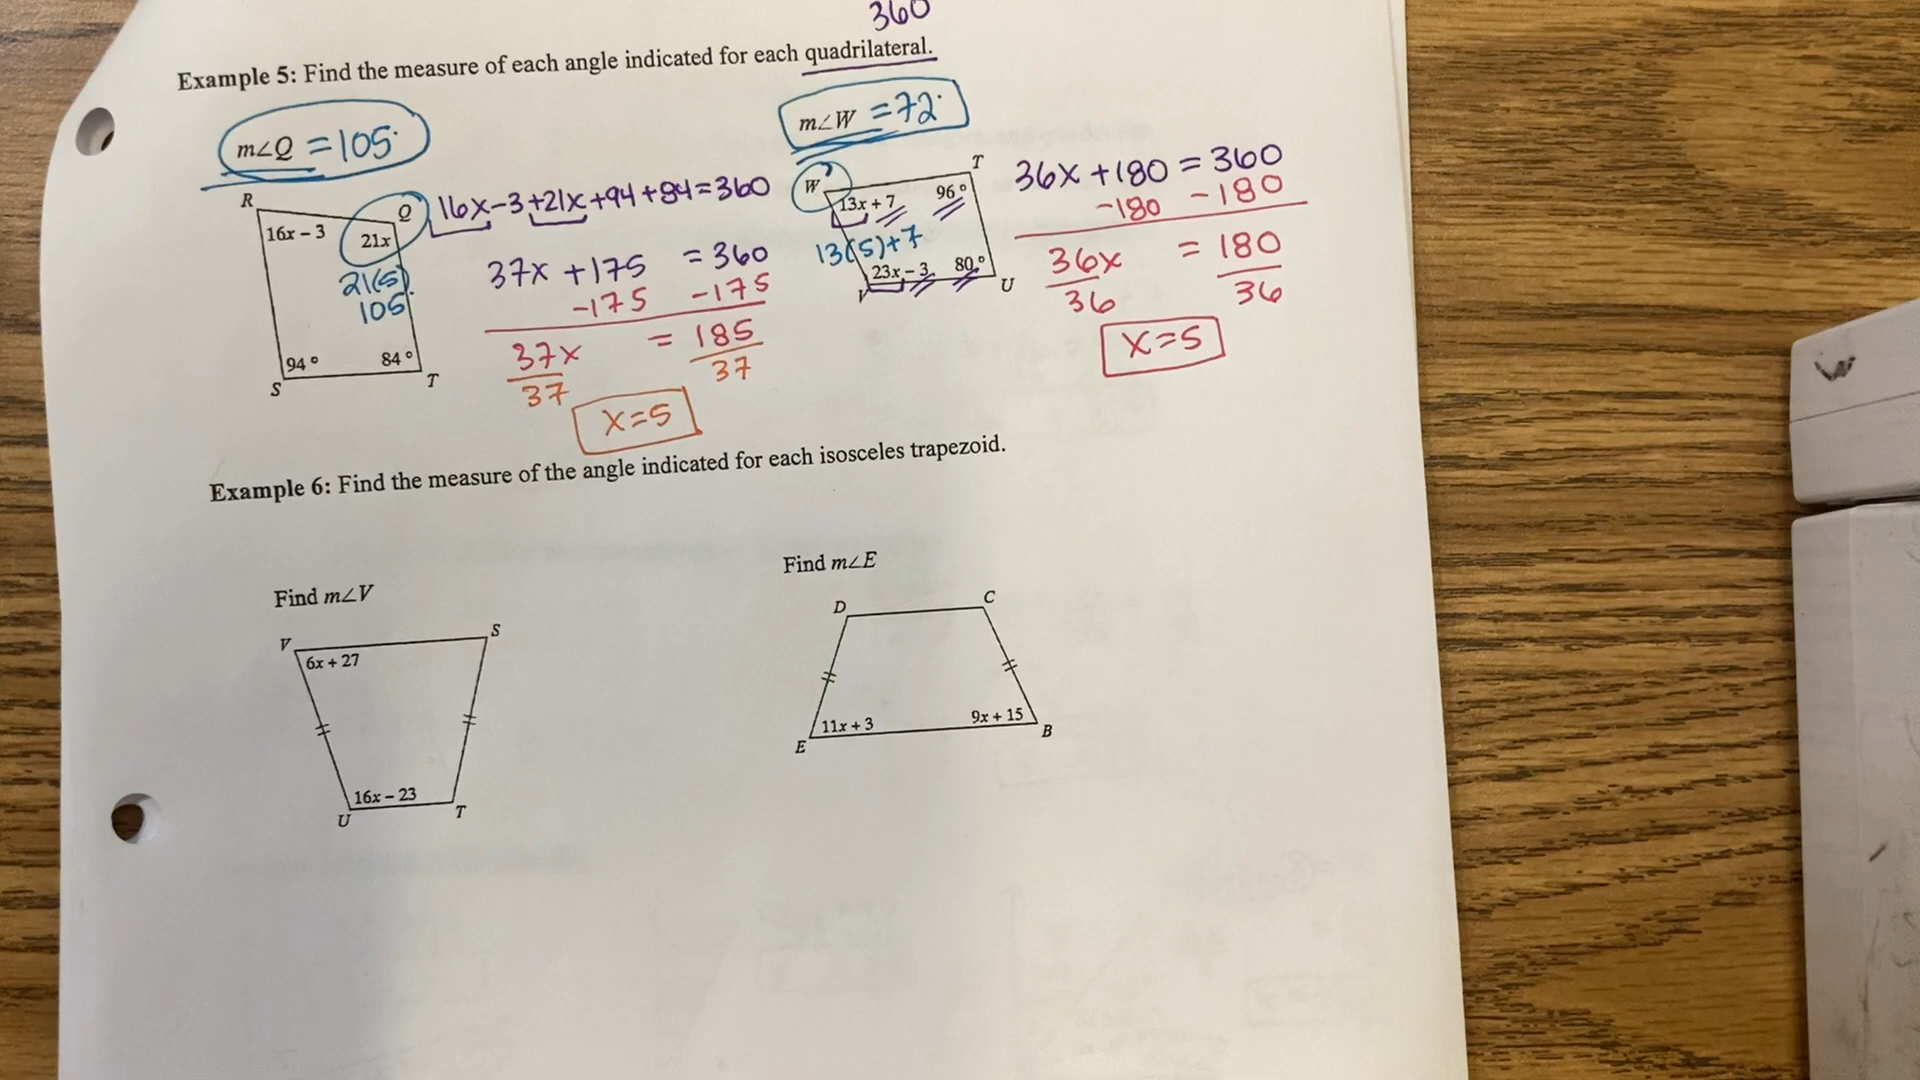 360
Example 5: Find the measure of each angle indicated for each quadrilateral.
m∠Q = 105°
m∠W = 72°
R
Q
16x – 3
21x
21(5)
105
94°
84°
S
T
16x-3+21x+94+84=360
37x +175 = 360
-175 -175
37x = 185
37 37
x=5
W
T
13x + 7
96°
13(5)+7
23x – 3
80°
V
U
36x +180 = 360
-180 -180
36x = 180
36 36
x=5
Example 6: Find the measure of the angle indicated for each isosceles trapezoid.
Find m∠V
V
S
6x + 27
16x – 23
U
T
Find m∠E
D
C
11x + 3
9x + 15
E
B